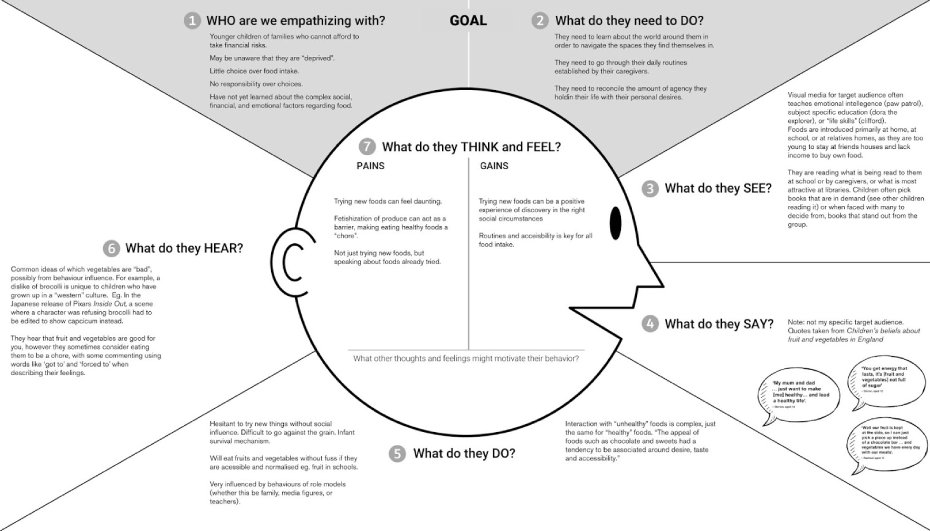 1 WHO are we empathizing with?
Younger children of families who cannot afford to
take financial risks.
May be unaware that they are "deprived".
Little choice over food intake.
No responsibility over choices.
Have not yet learned about the complex social,
financial, and emotional factors regarding food.
GOAL
2 What do they need to DO?
They need to learn about the world around them in
order to navigate the spaces they find themselves in.
They need to go through their daily routines
established by their caregivers.
They need to reconcile the amount of agency they
holdin their life with their personal desires.
Visual media for target audience often
teaches emotional intellegence (paw patrol),
subject specific education (dora the
explorer), or "life skills" (clifford).
Foods are introduced primarily at home, at
school, or at relatives homes, as they are too
young to stay at friends houses and lack
income to buy own food.
3 What do they SEE?
They are reading what is being read to them
at school or by caregivers, or what is most
attractive at libraries. Children often pick
books that are in demand (see other children
reading it) or when faced with many to
decide from, books that stand out from the
group.
7 What do they THINK and FEEL?
PAINS
Trying new foods can feel daunting.
Fetishization of produce can act as a
barrier, making eating healthy foods a
"chore".
Not just trying new foods, but
speaking about foods already tried.
GAINS
Trying new foods can be a positive
experience of discovery in the right
social circumstances
Routines and acceisbility is key for all
food intake.
What other thoughts and feelings might motivate their behavior?
6 What do they HEAR?
Common ideas of which vegetables are "bad",
possibly from behaviour influence. For example, a
dislike of brocolli is unique to children who have
grown up in a "western" culture. Eg. In the
Japanese release of Pixars Inside Out, a scene
where a character was refusing brocolli had to
be edited to show capcicum instead.
They hear that fruit and vegetables are good for
you, however they sometimes consider eating
them to be a chore, with some commenting using
words like 'got to' and 'forced to' when
describing their feelings.
4 What do they SAY?
Note: not my specific target audience.
Quotes taken from Children's beliefs about
fruit and vegetables in England
'My mum and dad
... just want to make
[me] healthy... and lead
a healthy life'.
'You get energy that
lasts, it's [fruit and
vegetables] not full
of sugar'
'Well our fruit is kept
at the side, so I can just
pick a piece up instead
of a chocolate bar ... and
vegetables we have every day
with our meals'.
5 What do they DO?
Hesitant to try new things without social
influence. Difficult to go against the grain. Infant
survival mechanism.
Will eat fruits and vegetables without fuss if they
are acessible and normalised eg. fruit in schools.
Very influenced by behaviours of role models
(whether this be family, media figures, or
teachers).
Interaction with "unhealthy" foods is complex, just
the same for "healthy" foods. "The appeal of
foods such as chocolate and sweets had a
tendency to be associated around desire, taste
and accessibility."